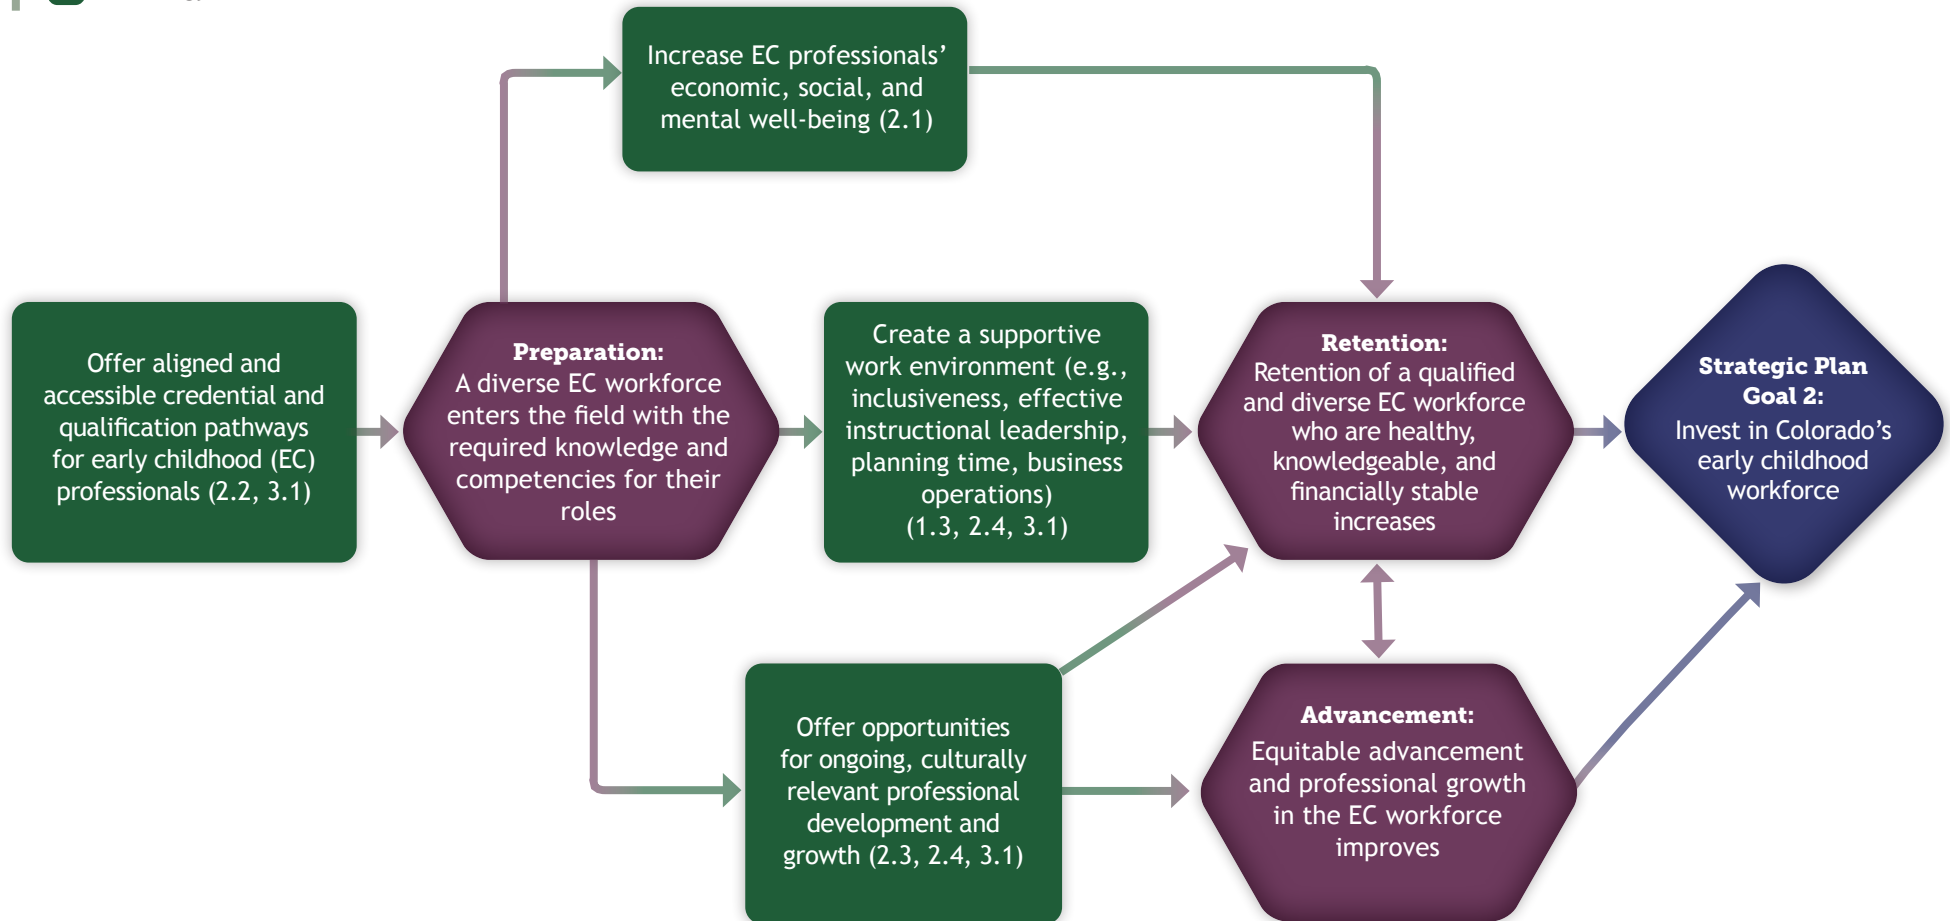 Increase EC professionals’
economic, social, and
mental well-being (2.1)
Offer aligned and
accessible credential and
qualification pathways
for early childhood (EC)
professionals (2.2, 3.1)
Preparation:
A diverse EC workforce
enters the field with the
required knowledge and
competencies for their
roles
Create a supportive
work environment (e.g.,
inclusiveness, effective
instructional leadership,
planning time, business
operations)
(1.3, 2.4, 3.1)
Retention:
Retention of a qualified
and diverse EC workforce
who are healthy,
knowledgeable, and
financially stable
increases
Strategic Plan
Goal 2:
Invest in Colorado’s
early childhood
workforce
Offer opportunities
for ongoing, culturally
relevant professional
development and
growth (2.3, 2.4, 3.1)
Advancement:
Equitable advancement
and professional growth
in the EC workforce
improves